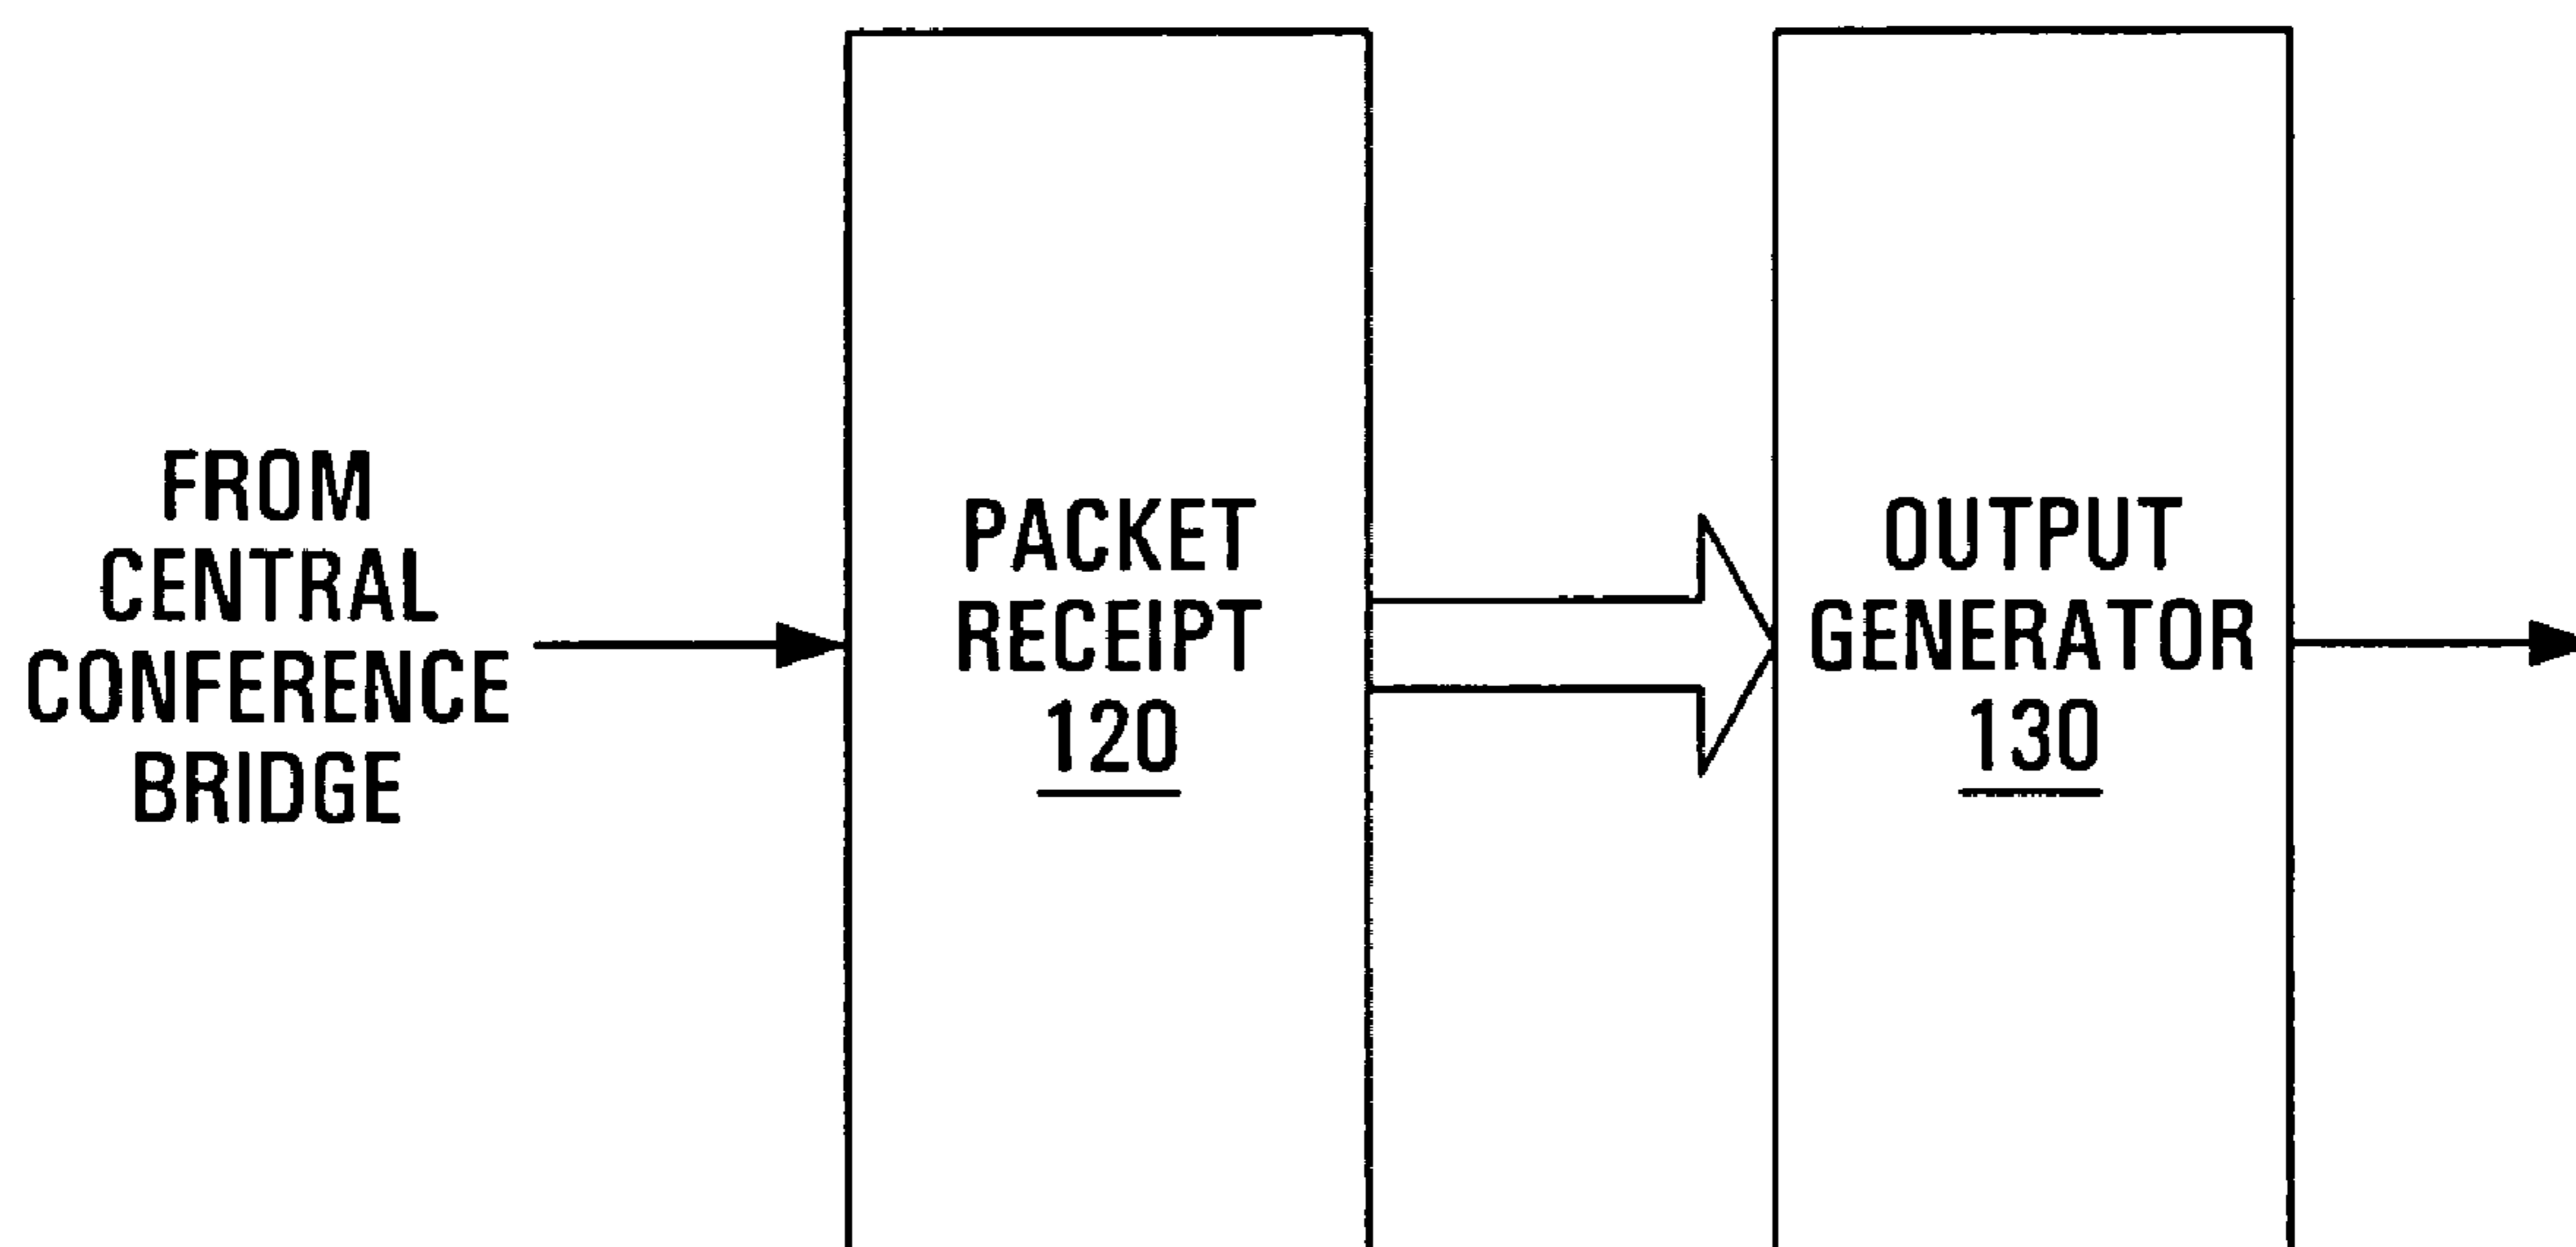 FROM
CENTRAL
CONFERENCE
BRIDGE
PACKET
RECEIPT
120
OUTPUT
GENERATOR
130